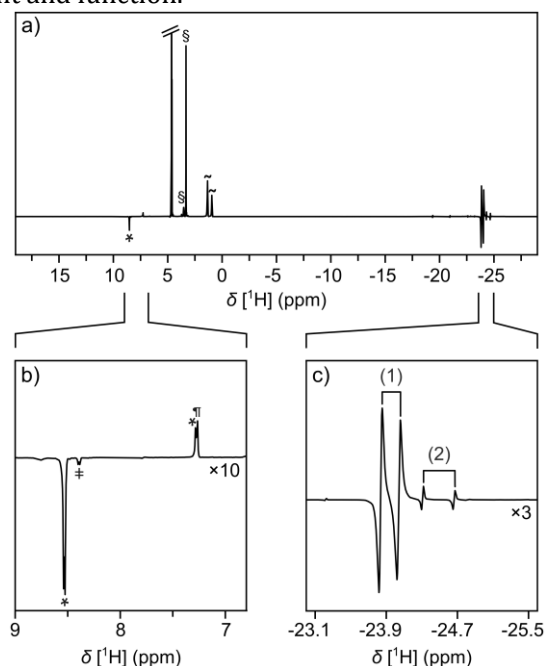 nt and function.
a)
§
§
~
~
*
15 10 5 0 -5 -10 -15 -20 -25
δ [¹H] (ppm)
b)
c)
*
¶
(1)
(2)
‡
×10
×3
*
9 8 7
-23.1 -23.9 -24.7 -25.5
δ [¹H] (ppm)
δ [¹H] (ppm)